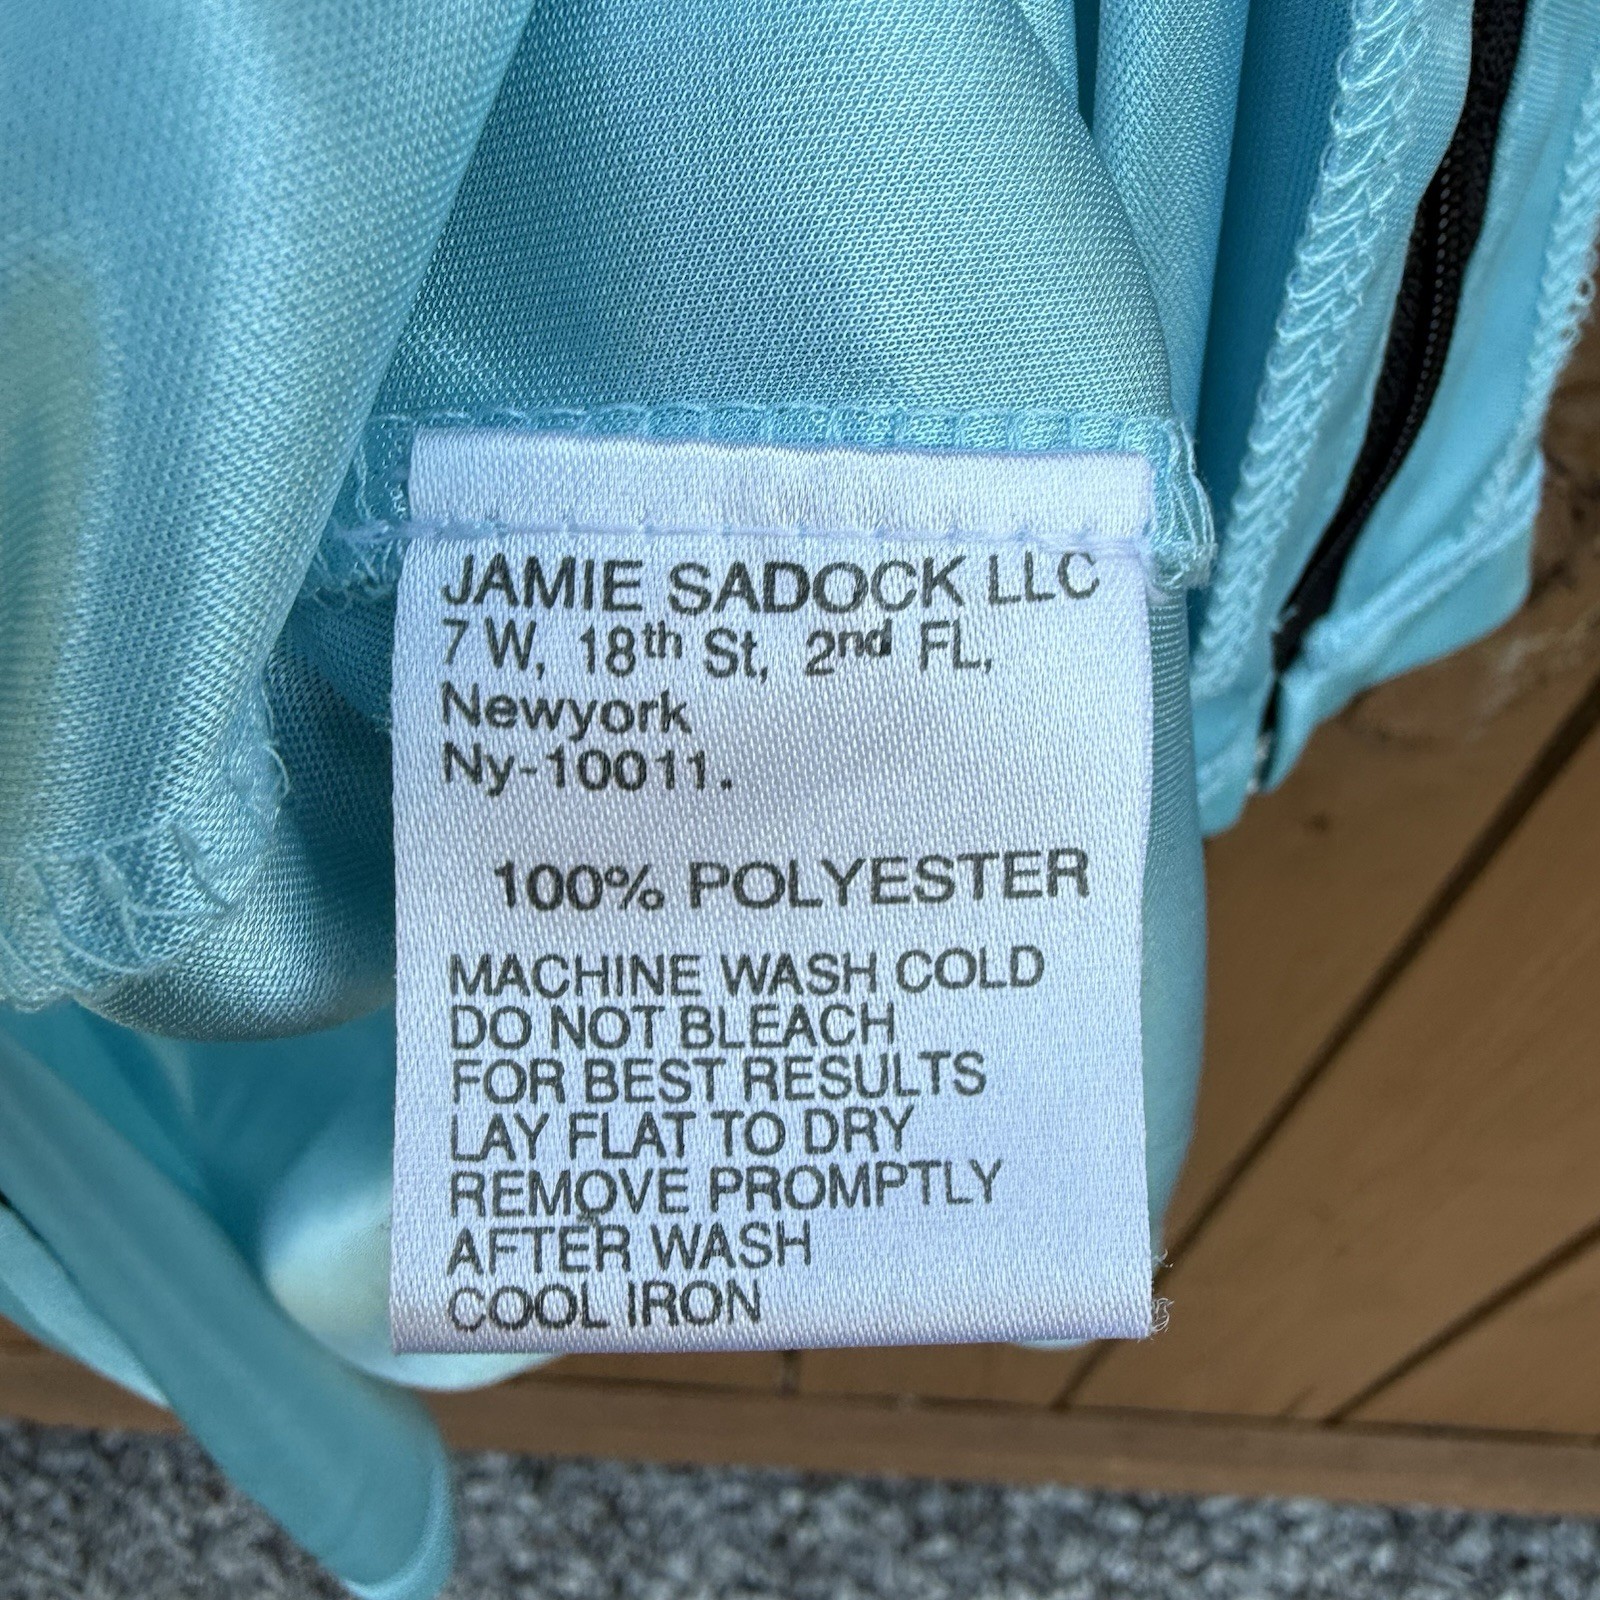 JAMIE SADOCK LLC
7 W, 18th St, 2nd FL,
Newyork
Ny-10011.
100% POLYESTER
MACHINE WASH COLD
DO NOT BLEACH
FOR BEST RESULTS
LAY FLAT TO DRY
REMOVE PROMPTLY
AFTER WASH
COOL IRON